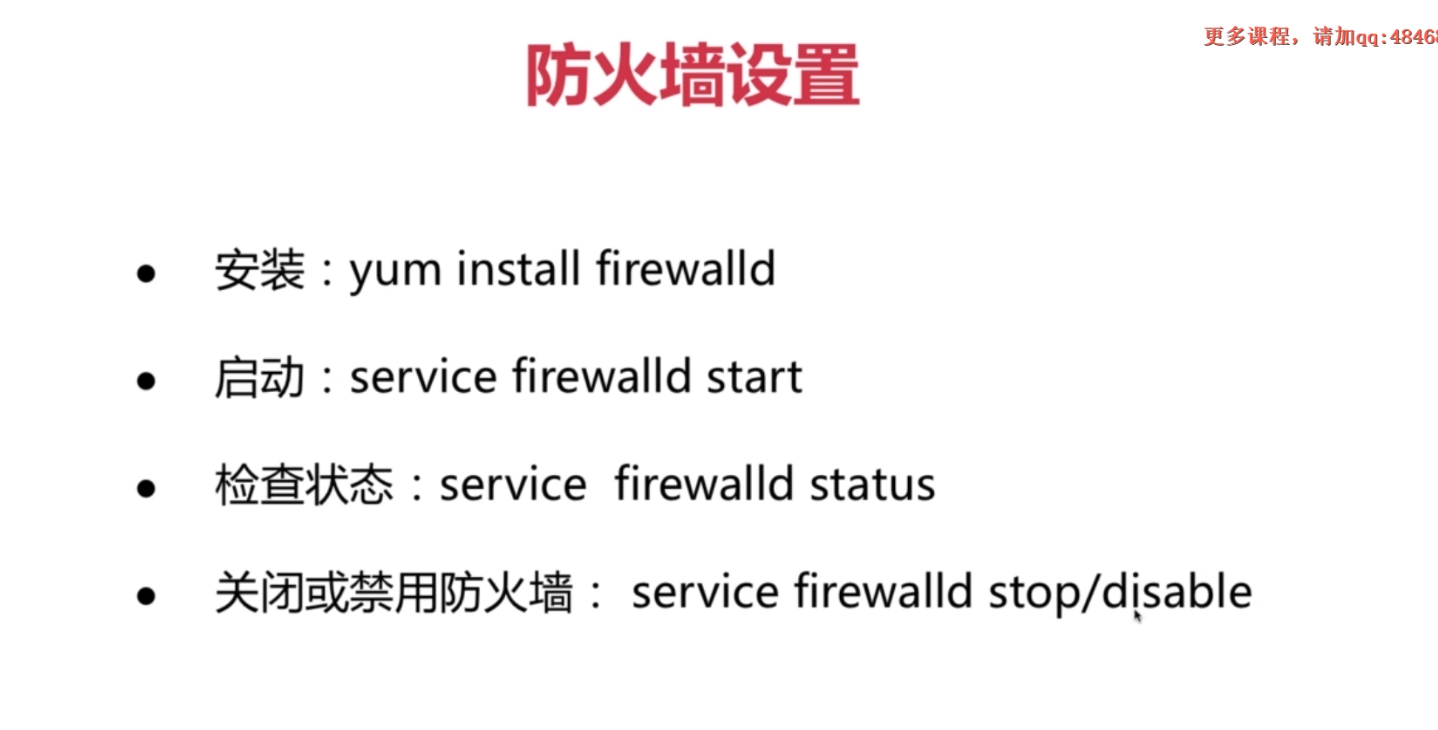 更多课程，请加qq:4846
防火墙设置
● 安装：yum install firewalld
● 启动：service firewalld start
● 检查状态：service  firewalld status
● 关闭或禁用防火墙： service firewalld stop/disable